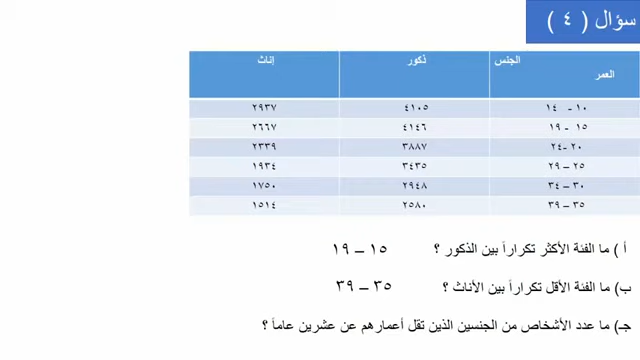 سؤال ( ٤ )
الجنس ذكور إناث
العمر
١٠ – ١٤ ٤١٠٥ ٢٩٣٧
١٥ – ١٩ ٤١٤٦ ٢٦٦٧
٢٠ – ٢٤ ٣٨٨٧ ٢٣٣٩
٢٥ – ٢٩ ٣٤٣٥ ١٩٣٤
٣٠ – ٣٤ ٢٩٤٨ ١٧٥٠
٣٥ – ٣٩ ٢٥٨٠ ١٥١٤
أ ) ما الفئة الأكثر تكراراً بين الذكور ؟ ١٥ – ١٩
ب) ما الفئة الأقل تكراراً بين الأناث ؟ ٣٥ – ٣٩
جـ) ما عدد الأشخاص من الجنسين الذين تقل أعمارهم عن عشرين عاماً ؟